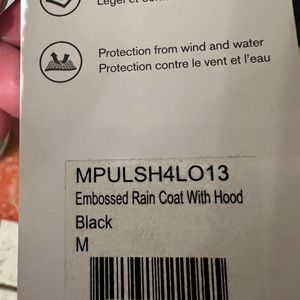 Protection from wind and water
Protection contre le vent et l'eau
MPULSH4LO13
Embossed Rain Coat With Hood
Black
M